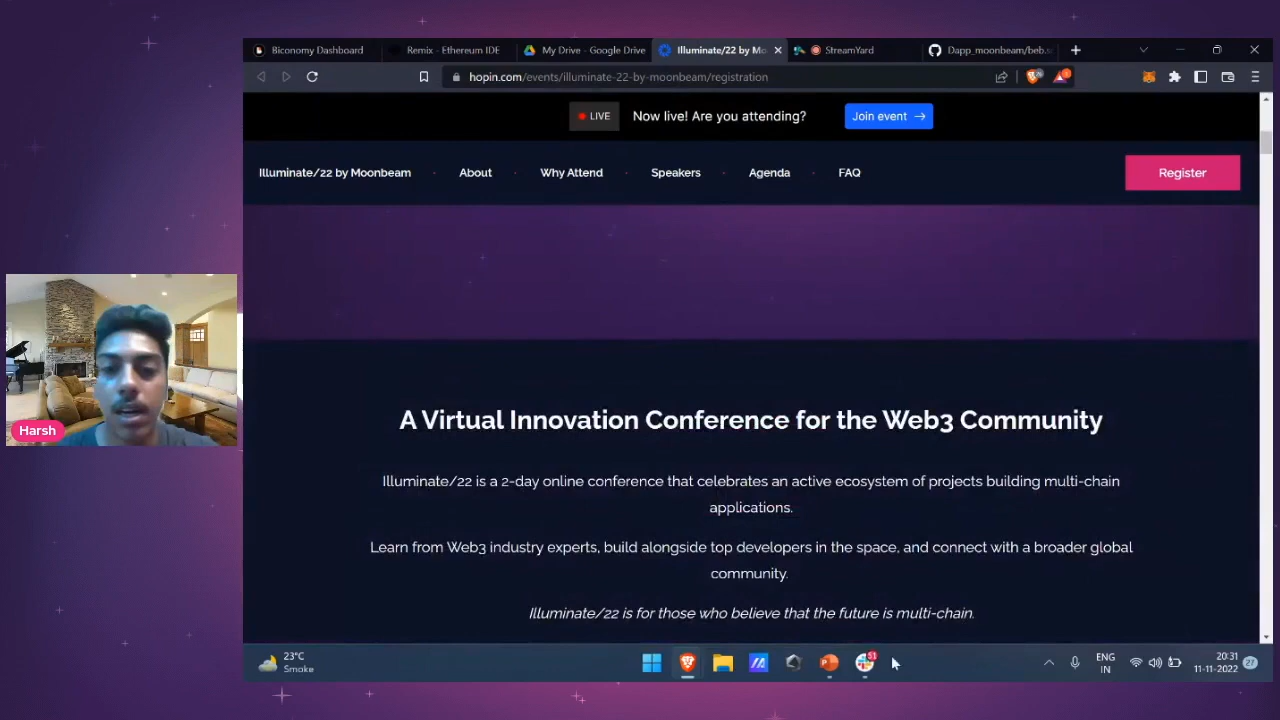 Biconomy Dashboard
Remix - Ethereum IDE
My Drive - Google Drive
Illuminate/22 by Mo
StreamYard
Dapp_moonbeam/beb.s
hopin.com/events/illuminate-22-by-moonbeam/registration
LIVE
Now live! Are you attending?
Join event
Illuminate/22 by Moonbeam
About
Why Attend
Speakers
Agenda
FAQ
Register
A Virtual Innovation Conference for the Web3 Community
Illuminate/22 is a 2-day online conference that celebrates an active ecosystem of projects building multi-chain
applications.
Learn from Web3 industry experts, build alongside top developers in the space, and connect with a broader global
community.
Illuminate/22 is for those who believe that the future is multi-chain.
Harsh
23°C
Smoke
51
ENG
IN
20:31
11-11-2022
27